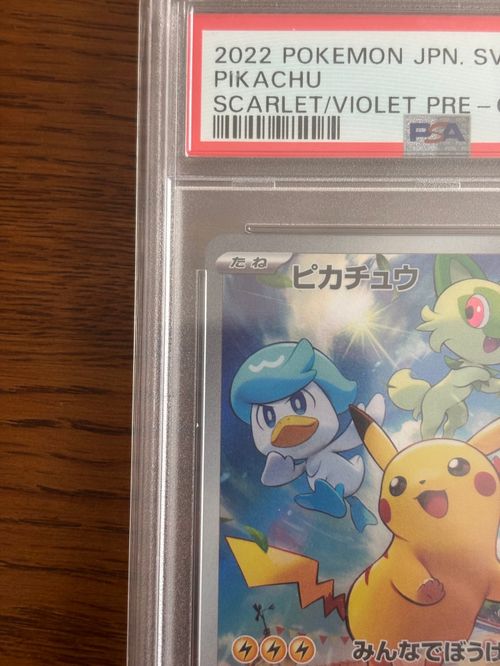 2022 POKEMON JPN. SV
PIKACHU
SCARLET/VIOLET PRE-
PSA
たね ピカチュウ
みんなでぼうけ